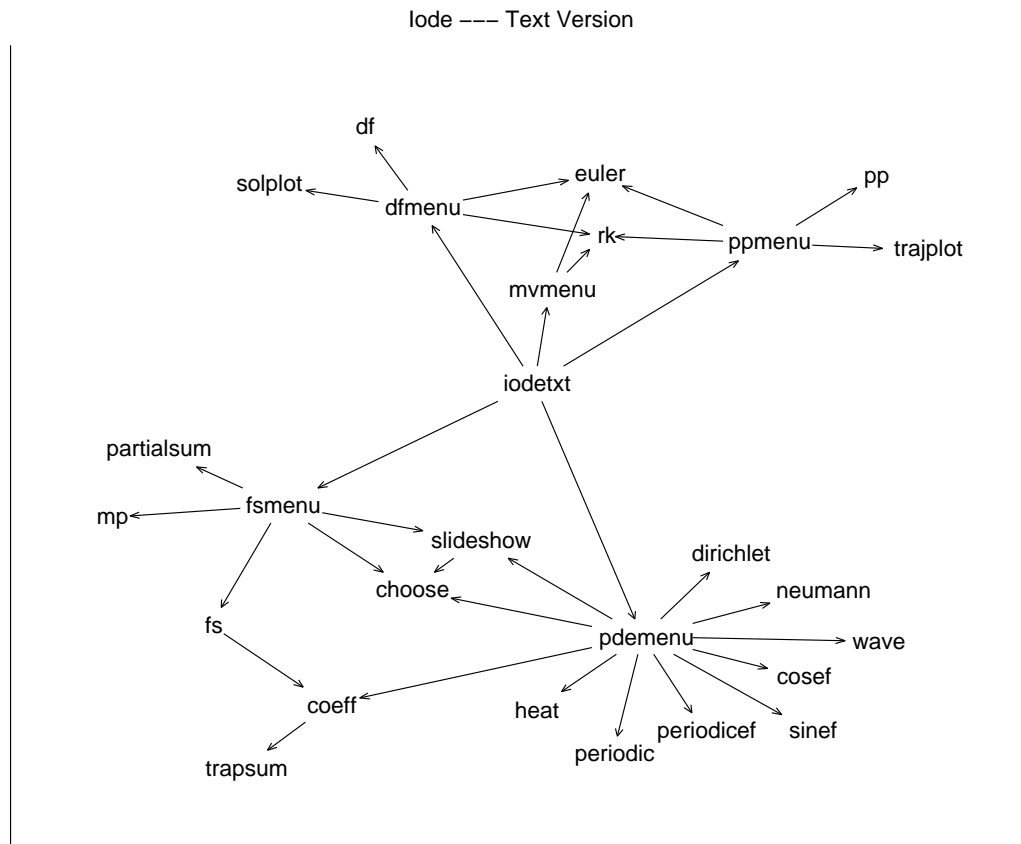 Iode --- Text Version
df
euler
pp
solplot
dfmenu
rk
ppmenu
trajplot
mvmenu
iodetxt
partialsum
fsmenu
mp
slideshow
dirichlet
choose
neumann
fs
pdemenu
wave
cosef
coeff
heat
periodicef
sinef
periodic
trapsum